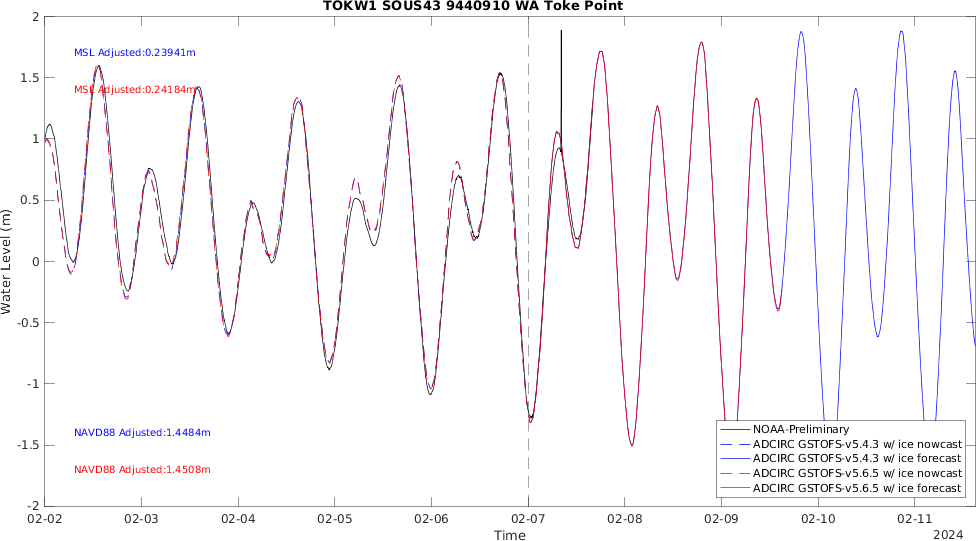 TOKW1 SOUS43 9440910 WA Toke Point
2
1.5
1
0.5
0
-0.5
-1
-1.5
-2
Water Level (m)
MSL Adjusted:0.23941m
MSL Adjusted:0.24184m
NAVD88 Adjusted:1.4484m
NAVD88 Adjusted:1.4508m
NOAA-Preliminary
ADCIRC GSTOFS-v5.4.3 w/ ice nowcast
ADCIRC GSTOFS-v5.4.3 w/ ice forecast
ADCIRC GSTOFS-v5.6.5 w/ ice nowcast
ADCIRC GSTOFS-v5.6.5 w/ ice forecast
02-02 02-03 02-04 02-05 02-06 02-07 02-08 02-09 02-10 02-11
Time
2024